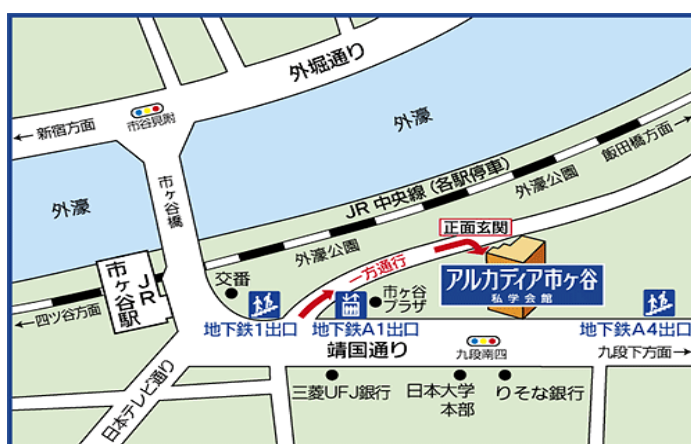 外堀通り
市谷見附
←新宿方面
外濠
外濠
市ヶ谷橋
JR 中央線（各駅停車）
飯田橋方面→
外濠公園
外濠公園
正面玄関
一方通行
アルカディア市ヶ谷
私学会館
JR
市ヶ谷駅
交番
市ヶ谷
プラザ
←四ツ谷方面
地下鉄1出口
地下鉄A1出口
地下鉄A4出口
靖国通り
九段南四
九段下方面→
日本テレビ通り
三菱UFJ銀行
日本大学
本部
りそな銀行